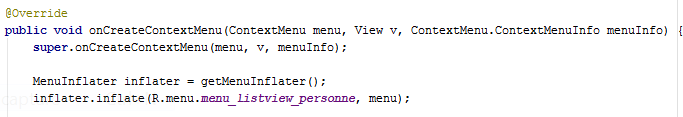 @Override
public void onCreateContextMenu(ContextMenu menu, View v, ContextMenu.ContextMenuInfo menuInfo) {
super.onCreateContextMenu(menu, v, menuInfo);
MenuInflater inflater = getMenuInflater();
inflater.inflate(R.menu.menu_listview_personne, menu);